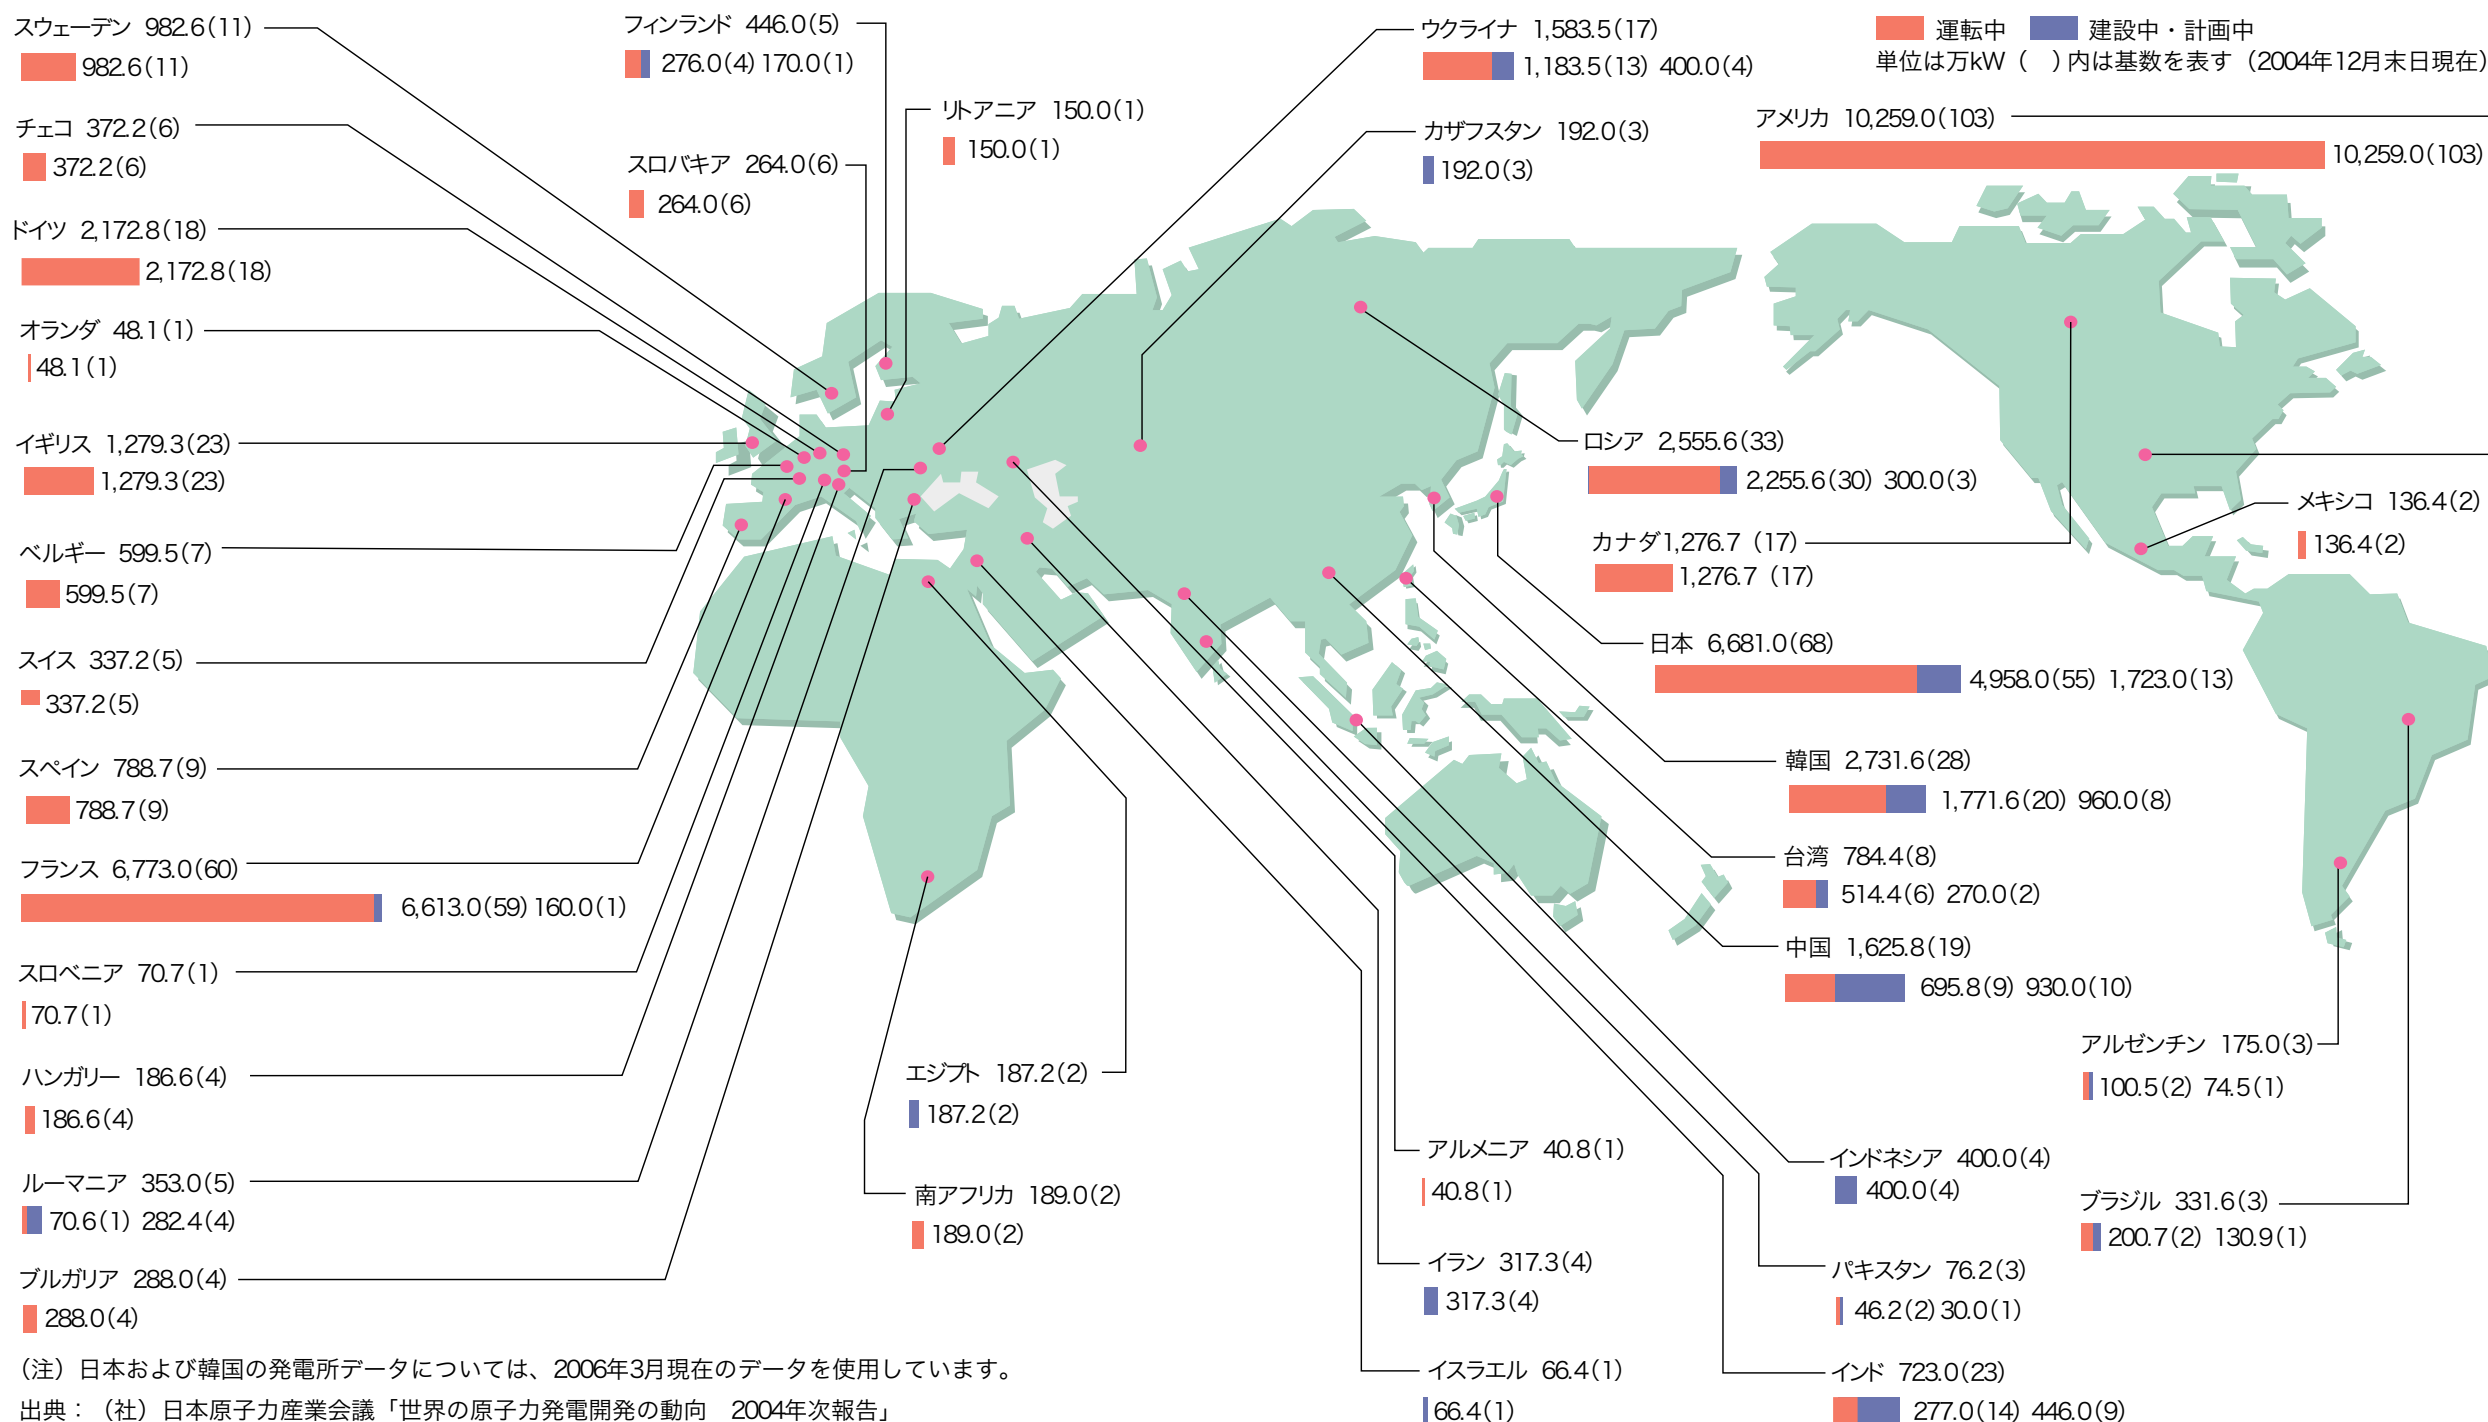 スウェーデン 982.6(11)
982.6(11)
チェコ 372.2(6)
372.2(6)
ドイツ 2,172.8(18)
2,172.8(18)
オランダ 48.1(1)
48.1(1)
イギリス 1,279.3(23)
1,279.3(23)
ベルギー 599.5(7)
599.5(7)
スイス 337.2(5)
337.2(5)
スペイン 788.7(9)
788.7(9)
フランス 6,773.0(60)
6,613.0(59) 160.0(1)
スロベニア 70.7(1)
70.7(1)
ハンガリー 186.6(4)
186.6(4)
ルーマニア 353.0(5)
70.6(1) 282.4(4)
ブルガリア 288.0(4)
288.0(4)
フィンランド 446.0(5)
276.0(4) 170.0(1)
スロバキア 264.0(6)
264.0(6)
リトアニア 150.0(1)
150.0(1)
ウクライナ 1,583.5(17)
1,183.5(13) 400.0(4)
カザフスタン 192.0(3)
192.0(3)
運転中 建設中・計画中
単位は万kW ( )内は基数を表す (2004年12月末日現在)
アメリカ 10,259.0(103)
10,259.0(103)
ロシア 2,555.6(33)
2,255.6(30) 300.0(3)
カナダ1,276.7 (17)
1,276.7 (17)
メキシコ 136.4(2)
136.4(2)
日本 6,681.0(68)
4,958.0(55) 1,723.0(13)
韓国 2,731.6(28)
1,771.6(20) 960.0(8)
台湾 784.4(8)
514.4(6) 270.0(2)
中国 1,625.8(19)
695.8(9) 930.0(10)
アルゼンチン 175.0(3)
100.5(2) 74.5(1)
ブラジル 331.6(3)
200.7(2) 130.9(1)
エジプト 187.2(2)
187.2(2)
南アフリカ 189.0(2)
189.0(2)
アルメニア 40.8(1)
40.8(1)
イラン 317.3(4)
317.3(4)
イスラエル 66.4(1)
66.4(1)
インドネシア 400.0(4)
400.0(4)
パキスタン 76.2(3)
46.2(2) 30.0(1)
インド 723.0(23)
277.0(14) 446.0(9)
(注) 日本および韓国の発電所データについては、2006年3月現在のデータを使用しています。
出典：(社) 日本原子力産業会議「世界の原子力発電開発の動向 2004年次報告」